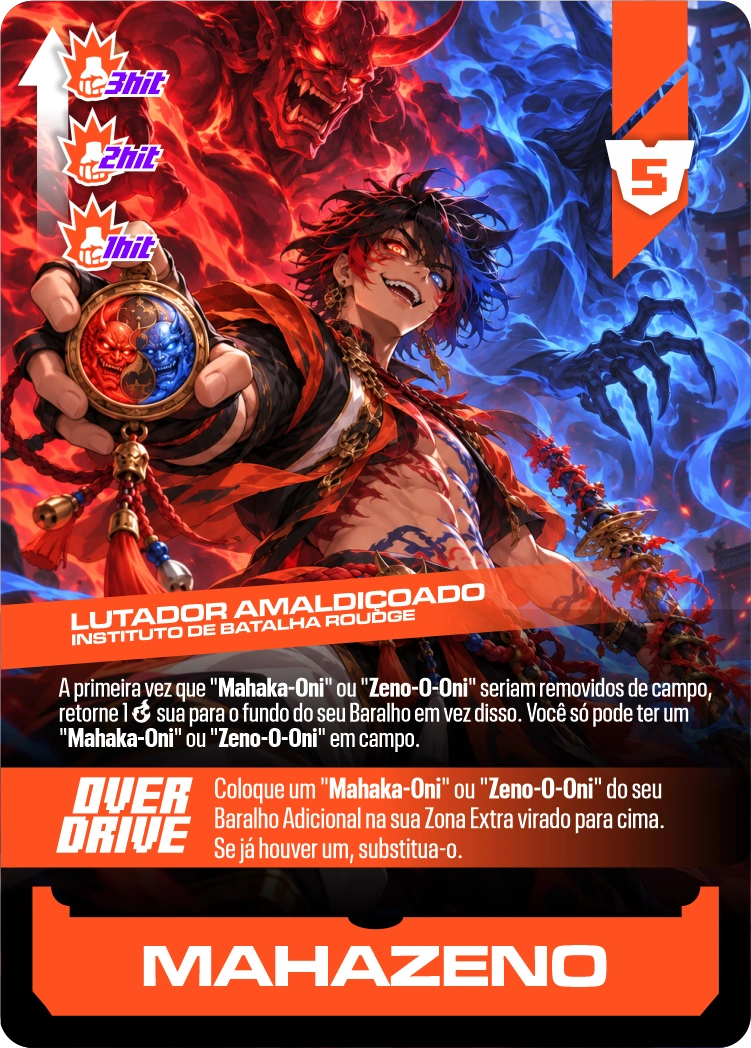 3hit
2hit
1hit
5
LUTADOR AMALDIÇOADO
INSTITUTO DE BATALHA ROUDGE
A primeira vez que "Mahaka-Oni" ou "Zeno-O-Oni" seriam removidos de campo,
retorne 1 sua para o fundo do seu Baralho em vez disso. Você só pode ter um
"Mahaka-Oni" ou "Zeno-O-Oni" em campo.
OVER
DRIVE
Coloque um "Mahaka-Oni" ou "Zeno-O-Oni" do seu
Baralho Adicional na sua Zona Extra virado para cima.
Se já houver um, substitua-o.
MAHAZENO